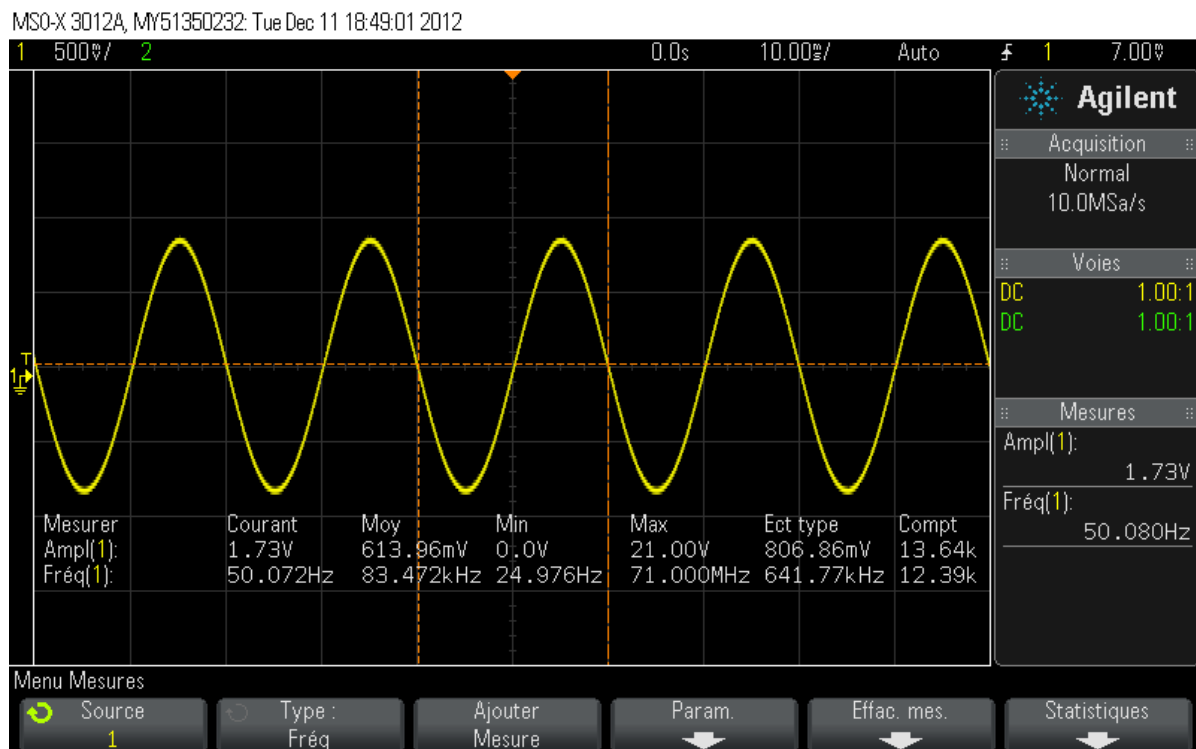 MSO-X 3012A, MY51350232: Tue Dec 11 18:49:01 2012
1 500mV/ 2 0.0s 10.00ms/ Auto 1 7.00mV
Agilent
Acquisition
Normal
10.0MSa/s
Voies
DC 1.00:1
DC 1.00:1
T
1
Mesures
Ampl(1):
1.73V
Fréq(1):
50.080Hz
Mesurer Courant Moy Min Max Ect type Compt
Ampl(1): 1.73V 613.96mV 0.0V 21.00V 806.86mV 13.64k
Fréq(1): 50.072Hz 83.472kHz 24.976Hz 71.000MHz 641.77kHz 12.39k
Menu Mesures
Source
1
Type :
Fréq
Ajouter
Mesure
Param.
Effac. mes.
Statistiques